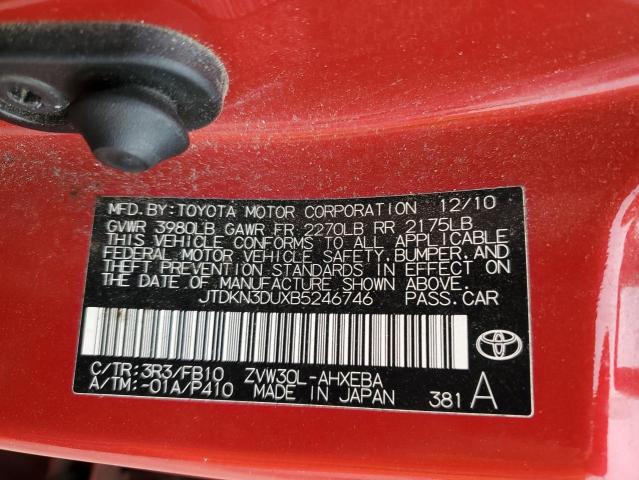 MFD. BY: TOYOTA MOTOR CORPORATION 12/10
GVWR 3980LB GAWR FR 2270LB RR 2175LB
THIS VEHICLE CONFORMS TO ALL APPLICABLE
FEDERAL MOTOR VEHICLE SAFETY, BUMPER, AND
THEFT PREVENTION STANDARDS IN EFFECT ON
THE DATE OF MANUFACTURE SHOWN ABOVE.
JTDKN3DUXB5246746 PASS. CAR
C/TR: 3R3/FB10 ZVW30L-AHXEBA
A/TM: -01A/P410 MADE IN JAPAN 381 A